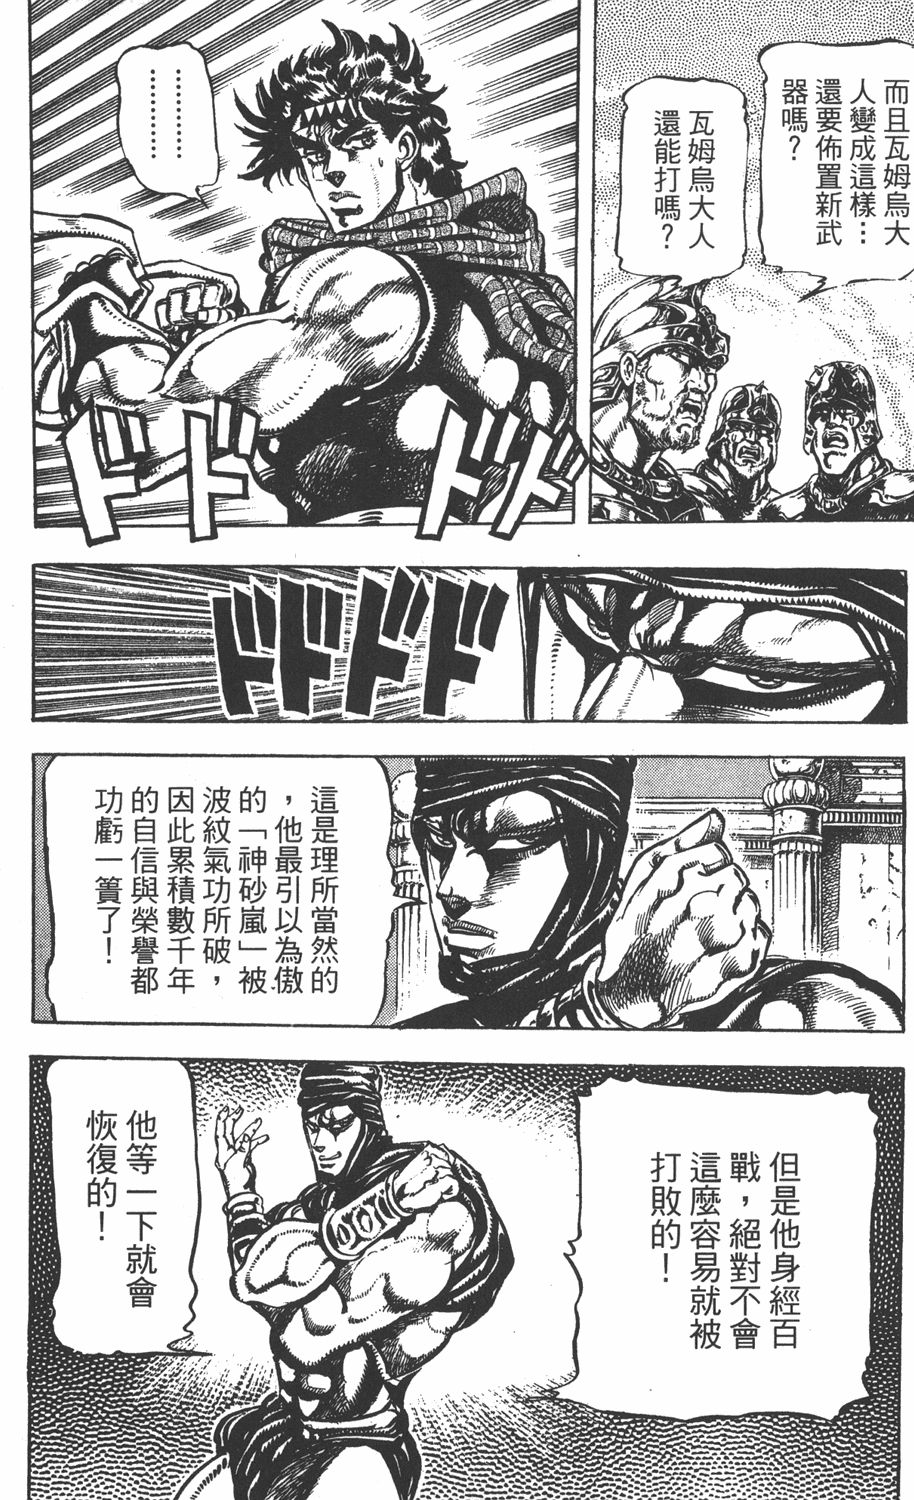 而且瓦姆烏大
人變成這樣…
還要佈置新武
器嗎？
瓦姆烏大人
還能打嗎？
………………
ドドドド
ドドドド
這是理所當然的
，他最引以為傲
的「神砂嵐」被
波紋氣功所破，
因此累積數千年
的自信與榮譽都
功虧一簣了！
但是他身經百
戰，絕對不會
這麼容易就被
打敗的！
他等一下就會
恢復的！